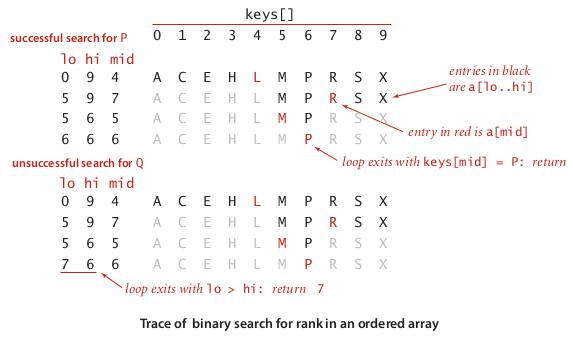 keys[]
successful search for P
0 1 2 3 4 5 6 7 8 9
lo hi mid
0 9 4 A C E H L M P R S X
5 9 7 A C E H L M P R S X
5 6 5 A C E H L M P R S X
6 6 6 A C E H L M P R S X
entries in black
are a[lo..hi]
entry in red is a[mid]
loop exits with keys[mid] = P: return
unsuccessful search for Q
lo hi mid
0 9 4 A C E H L M P R S X
5 9 7 A C E H L M P R S X
5 6 5 A C E H L M P R S X
7 6 6 A C E H L M P R S X
loop exits with lo > hi: return 7
Trace of binary search for rank in an ordered array